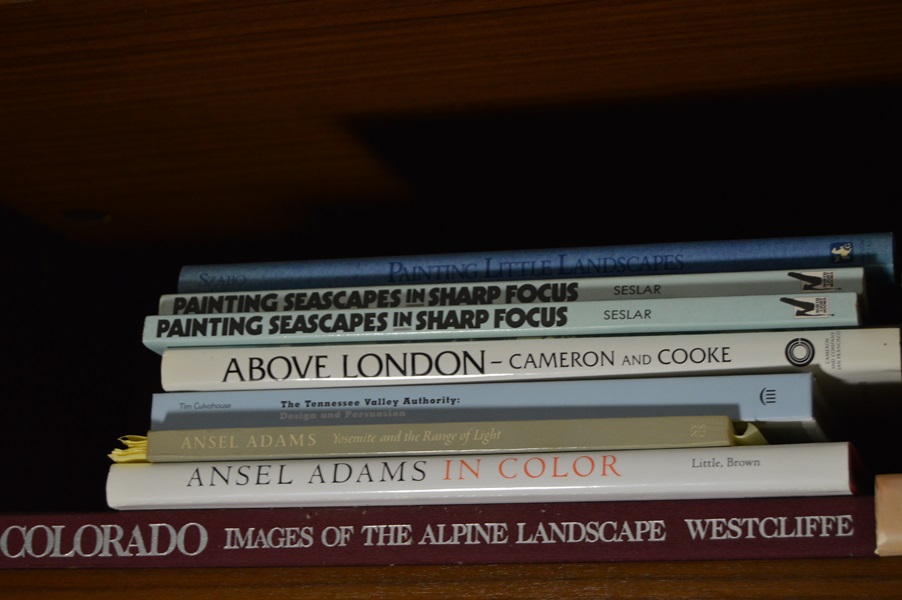 SZABO PAINTING LITTLE LANDSCAPES
PAINTING SEASCAPES IN SHARP FOCUS SESLAR
PAINTING SEASCAPES IN SHARP FOCUS SESLAR
ABOVE LONDON – CAMERON AND COOKE
Tim Culvahouse The Tennessee Valley Authority:
Design and Persuasion
ANSEL ADAMS Yosemite and the Range of Light
ANSEL ADAMS IN COLOR Little, Brown
COLORADO IMAGES OF THE ALPINE LANDSCAPE WESTCLIFFE